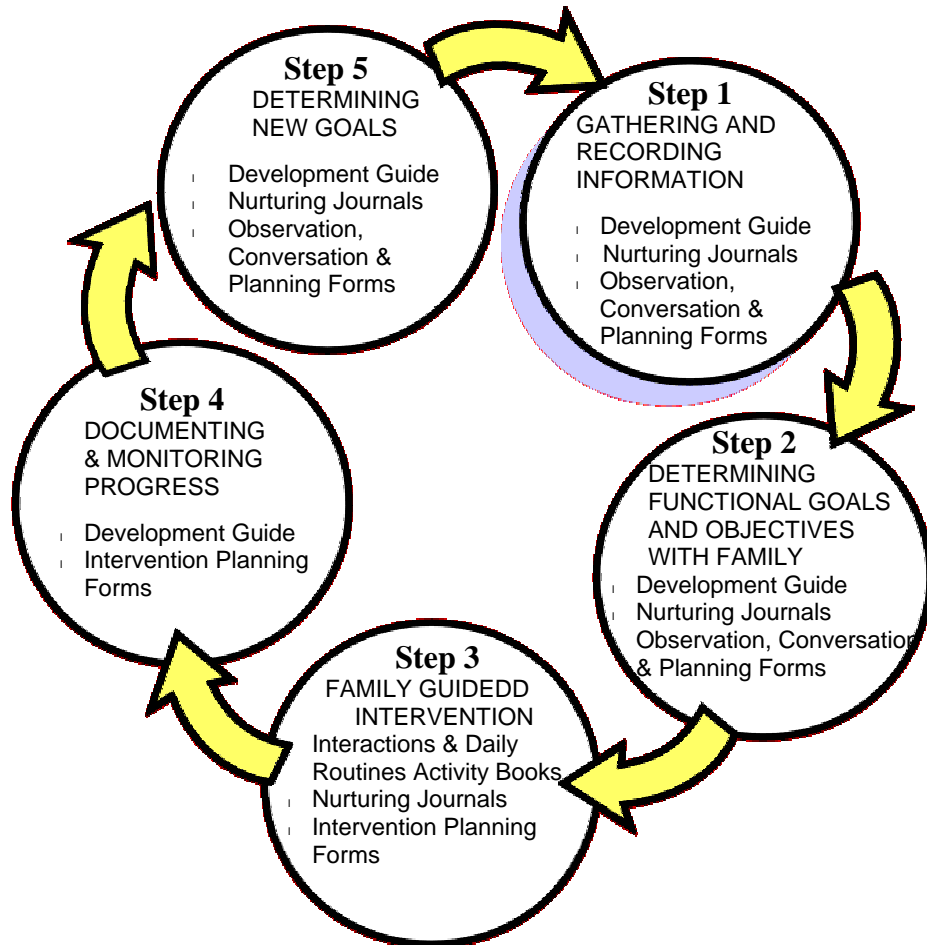 Step 1
GATHERING AND
RECORDING
INFORMATION
Development Guide
Nurturing Journals
Observation,
Conversation &
Planning Forms
Step 2
DETERMINING
FUNCTIONAL GOALS
AND OBJECTIVES
WITH FAMILY
Development Guide
Nurturing Journals
Observation, Conversation
& Planning Forms
Step 3
FAMILY GUIDEDD
INTERVENTION
Interactions & Daily
Routines Activity Books
Nurturing Journals
Intervention Planning
Forms
Step 4
DOCUMENTING
& MONITORING
PROGRESS
Development Guide
Intervention Planning
Forms
Step 5
DETERMINING
NEW GOALS
Development Guide
Nurturing Journals
Observation,
Conversation &
Planning Forms